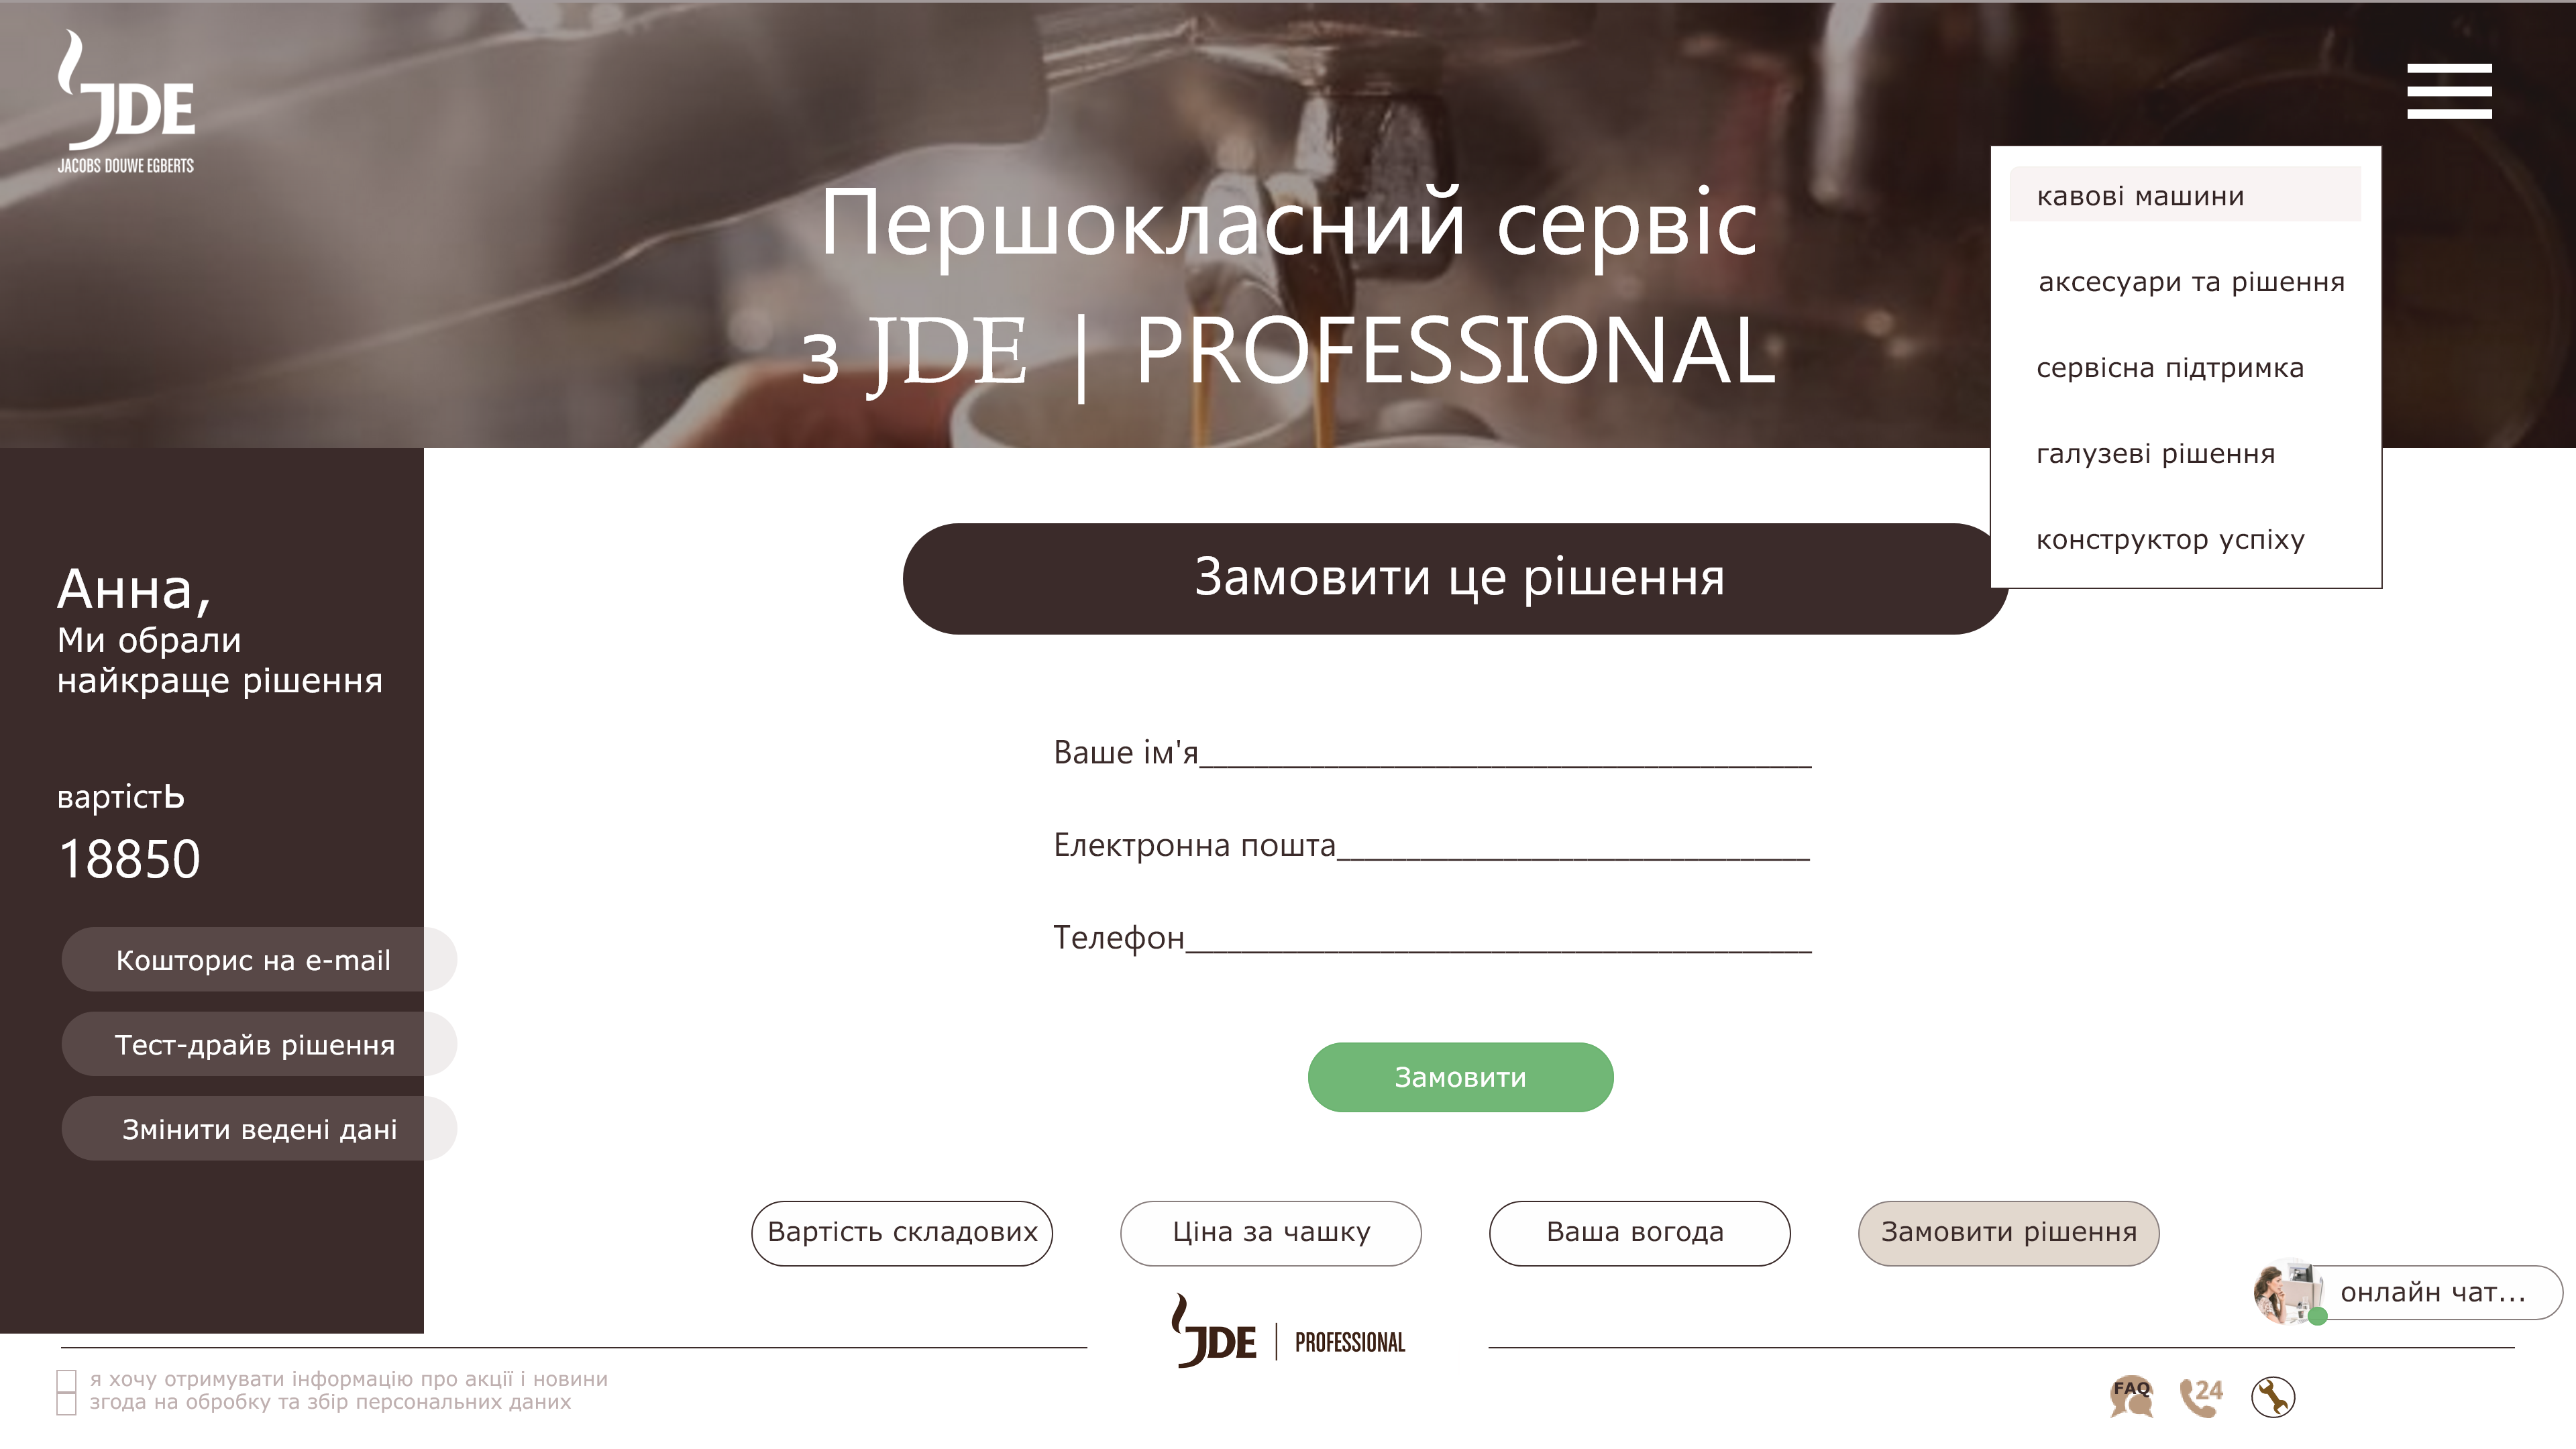 JDE
JACOBS DOUWE EGBERTS
Першокласний сервіс
з JDE | PROFESSIONAL
кавові машини
аксесуари та рішення
сервісна підтримка
галузеві рішення
конструктор успіху
Анна,
Ми обрали
найкраще рішення
вартість
18850
Кошторис на e-mail
Тест-драйв рішення
Змінити ведені дані
Замовити це рішення
Ваше ім'я
Електронна пошта
Телефон
Замовити
Вартість складових
Ціна за чашку
Ваша вогода
Замовити рішення
онлайн чат...
JDE | PROFESSIONAL
я хочу отримувати інформацію про акції і новини
згода на обробку та збір персональних даних
FAQ
24